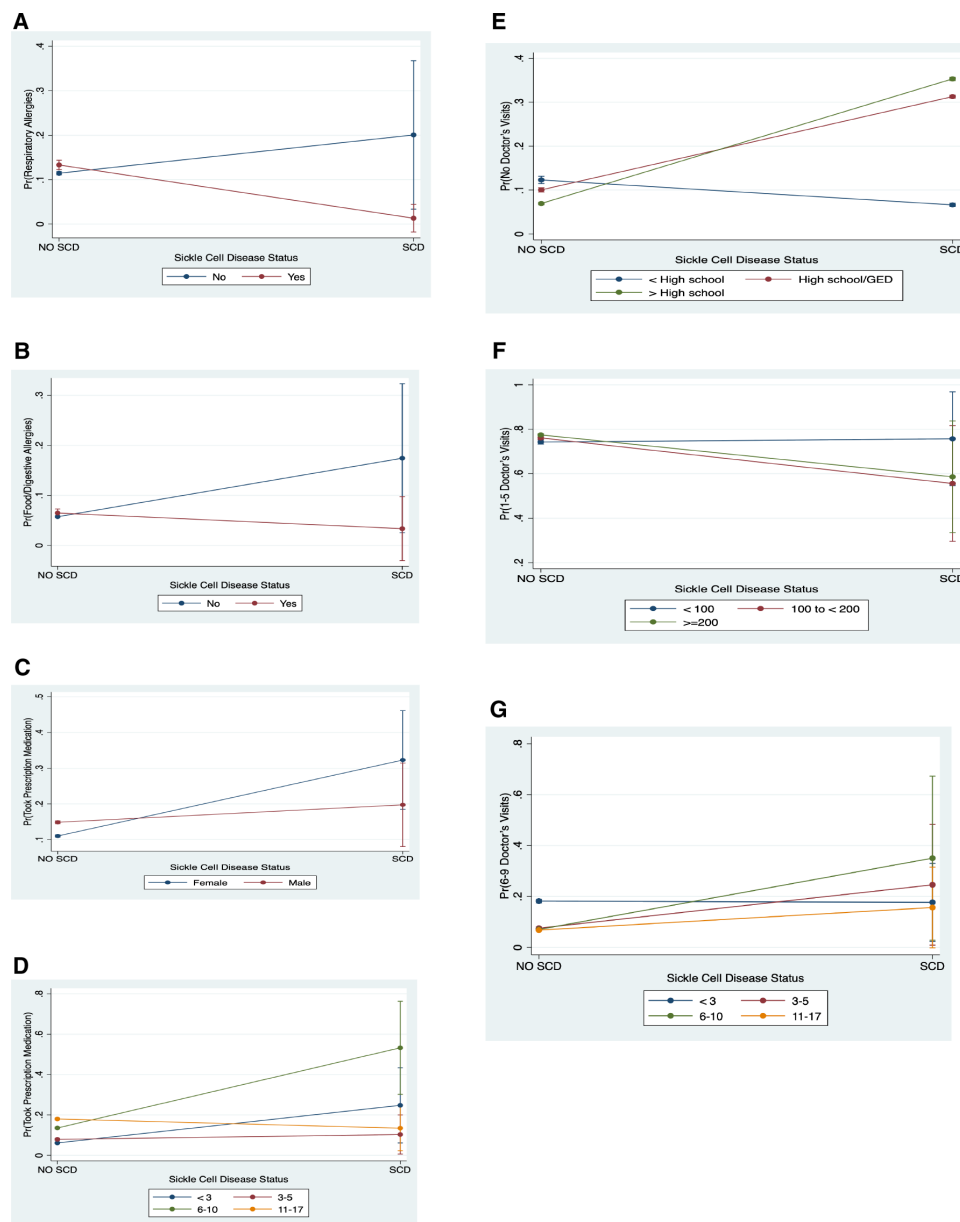 A
Pr(Respiratory Allergies)
.4
.3
.2
.1
0
NO SCD SCD
Sickle Cell Disease Status
No Yes
B
Pr(Food/Digestive Allergies)
.3
.2
.1
0
NO SCD SCD
Sickle Cell Disease Status
No Yes
C
Pr(Took Prescription Medication)
.5
.4
.3
.2
.1
NO SCD SCD
Sickle Cell Disease Status
Female Male
D
Pr(Took Prescription Medication)
.8
.6
.4
.2
0
NO SCD SCD
Sickle Cell Disease Status
< 3 3-5
6-10 11-17
E
Pr(No Doctor's Visits)
.4
.3
.2
.1
0
NO SCD SCD
Sickle Cell Disease Status
< High school High school/GED
> High school
F
Pr(1-5 Doctor's Visits)
1
.8
.6
.4
.2
NO SCD SCD
Sickle Cell Disease Status
< 100 100 to < 200
>=200
G
Pr(6-9 Doctor's Visits)
.8
.6
.4
.2
0
NO SCD SCD
Sickle Cell Disease Status
< 3 3-5
6-10 11-17